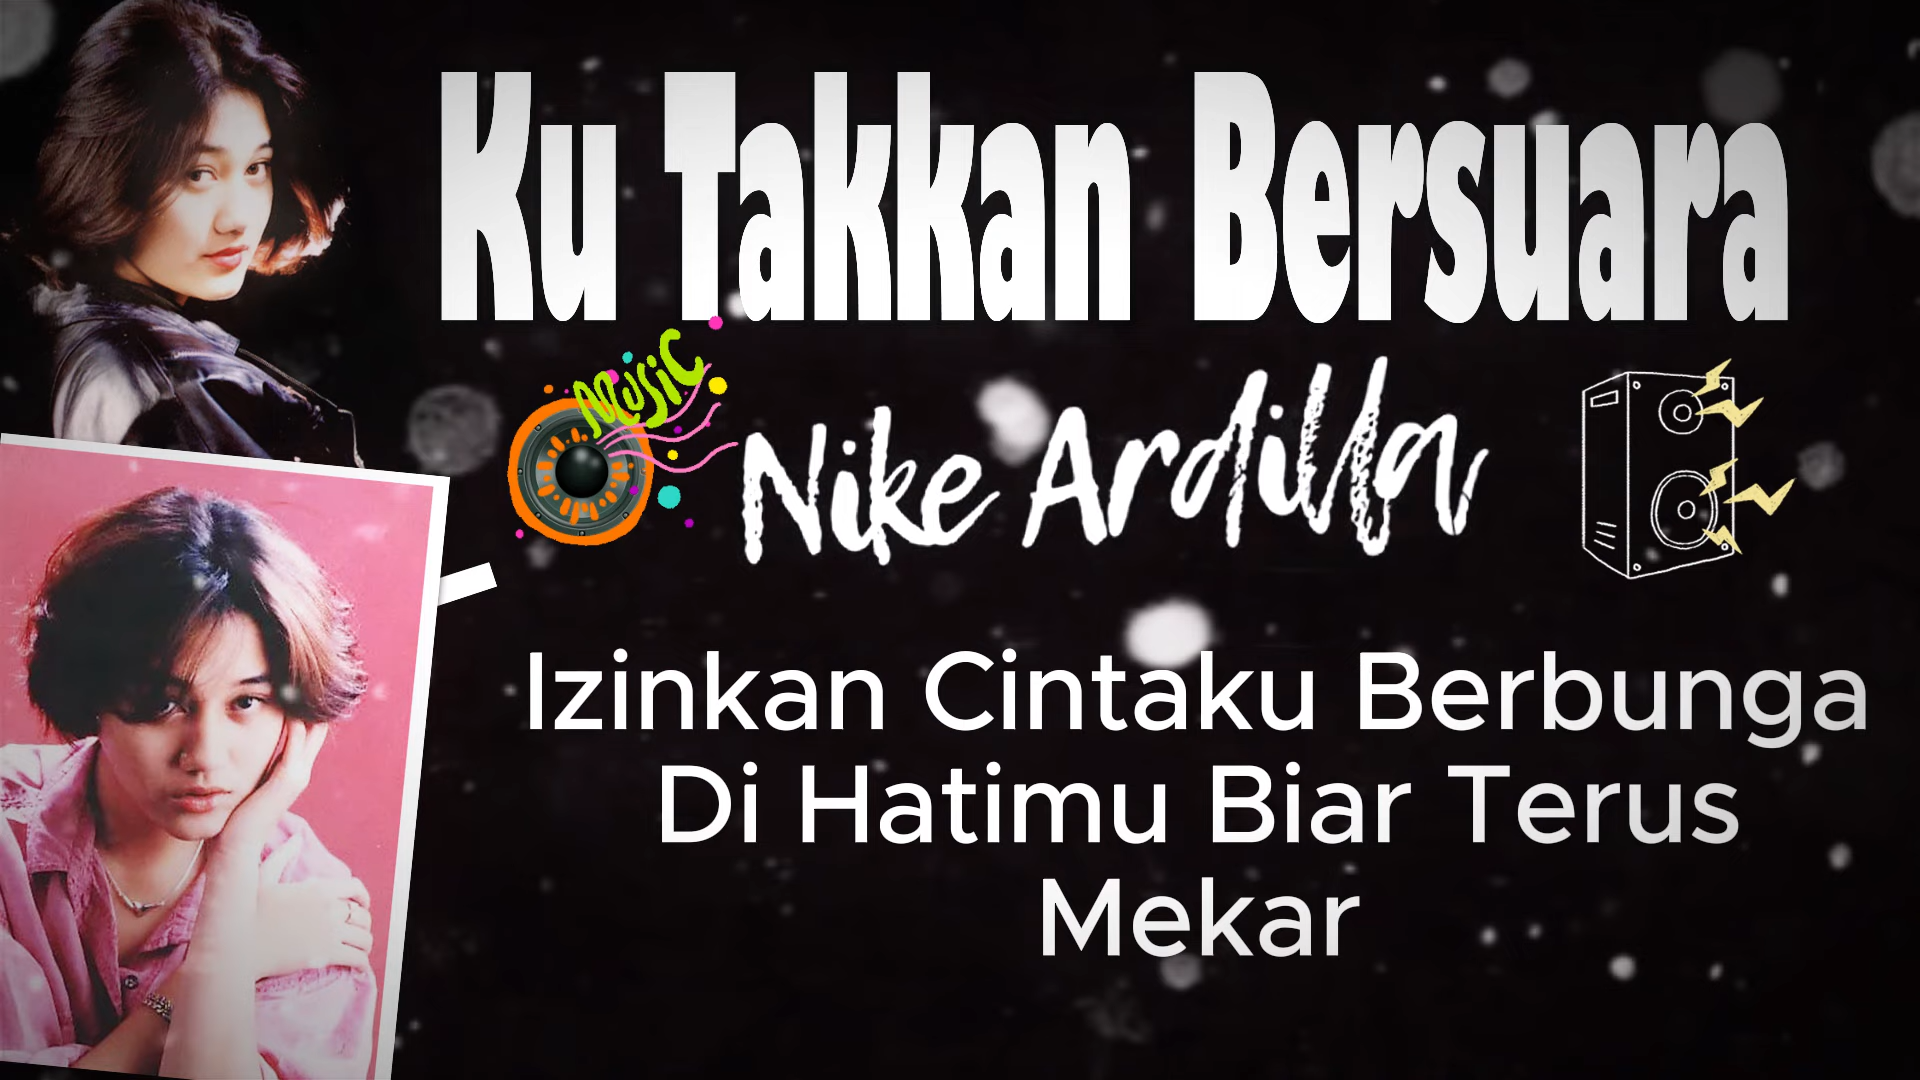 Ku Takkan Bersuara
MUSIC
Nike Ardilla
Izinkan Cintaku Berbunga
Di Hatimu Biar Terus
Mekar